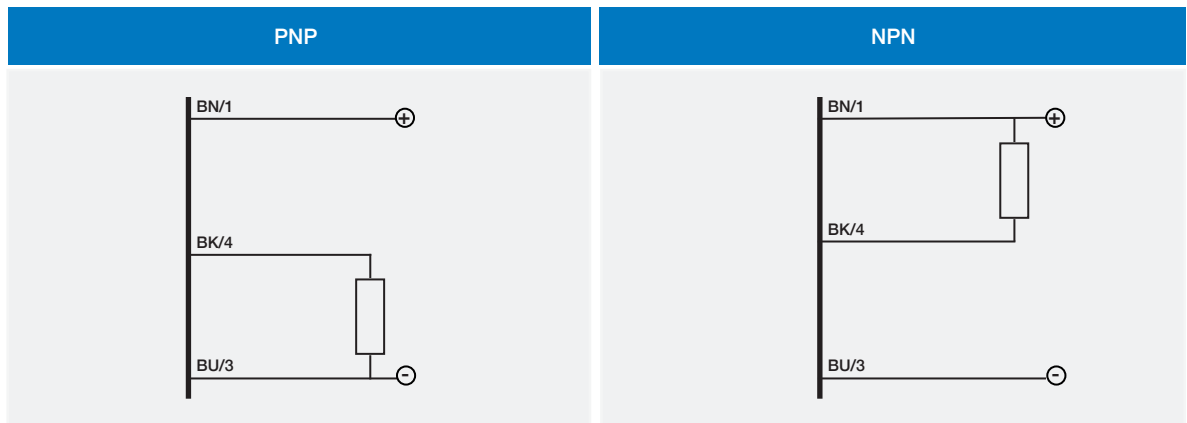 PNP
BN/1
+
BK/4
BU/3
-
NPN
BN/1
+
BK/4
BU/3
-